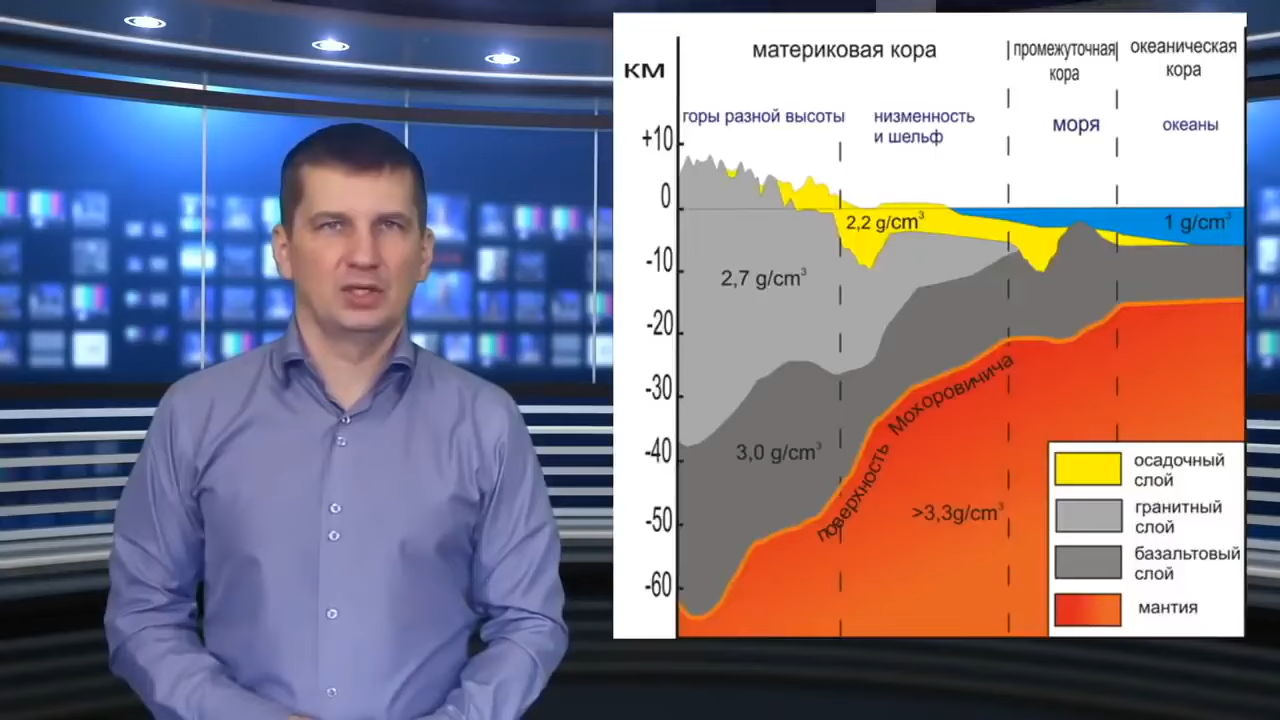 материковая кора
промежуточная
кора
океаническая
кора
км
горы разной высоты
низменность
и шельф
моря
океаны
+10
0
-10
-20
-30
-40
-50
-60
2,2 g/cm³
1 g/cm³
2,7 g/cm³
3,0 g/cm³
поверхность Мохоровичича
>3,3g/cm³
осадочный
слой
гранитный
слой
базальтовый
слой
мантия